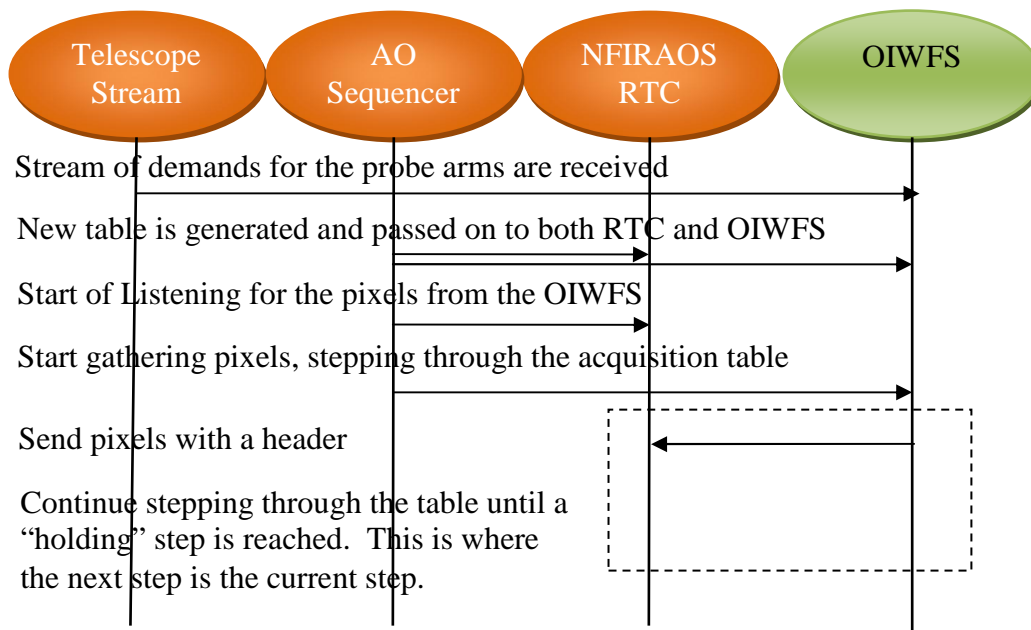 Telescope
Stream
AO
Sequencer
NFIRAOS
RTC
OIWFS
Stream of demands for the probe arms are received
New table is generated and passed on to both RTC and OIWFS
Start of Listening for the pixels from the OIWFS
Start gathering pixels, stepping through the acquisition table
Send pixels with a header
Continue stepping through the table until a
“holding” step is reached.  This is where
the next step is the current step.